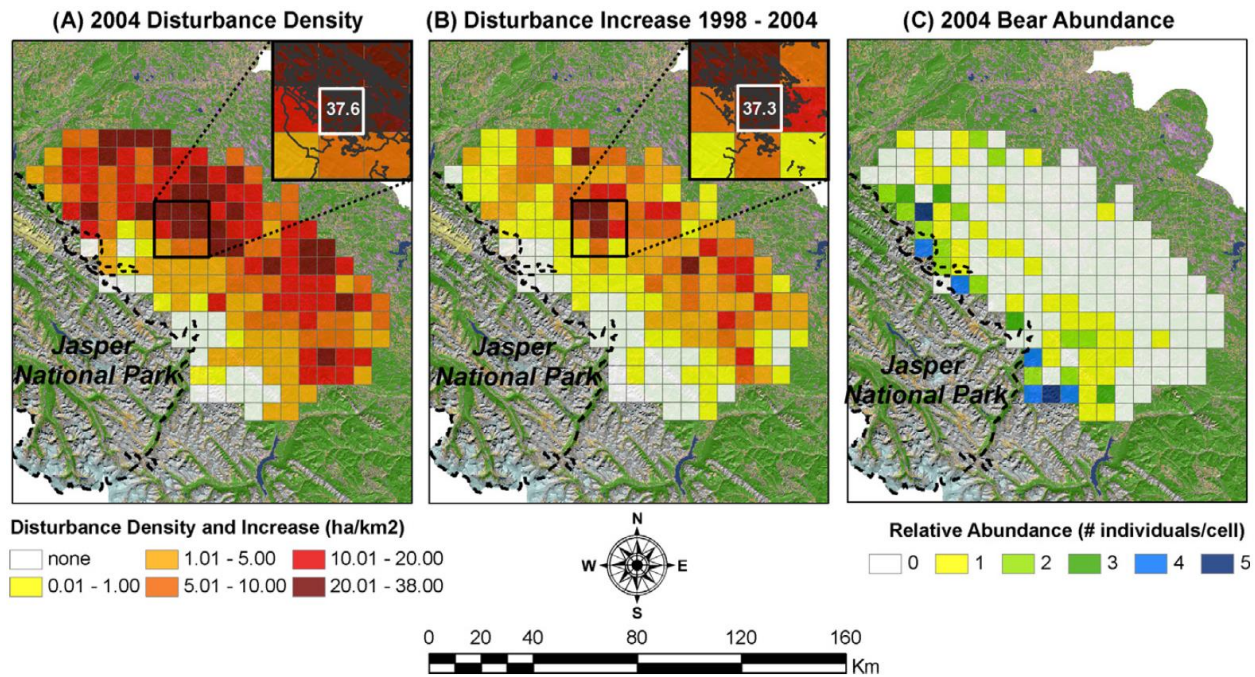 (A) 2004 Disturbance Density
(B) Disturbance Increase 1998 - 2004
(C) 2004 Bear Abundance
37.6
37.3
Jasper
National Park
Jasper
National Park
Jasper
National Park
Disturbance Density and Increase (ha/km2)
none
1.01 - 5.00
10.01 - 20.00
0.01 - 1.00
5.01 - 10.00
20.01 - 38.00
N
W
E
S
Relative Abundance (# individuals/cell)
0
1
2
3
4
5
0 20 40 60 80 120 160
Km